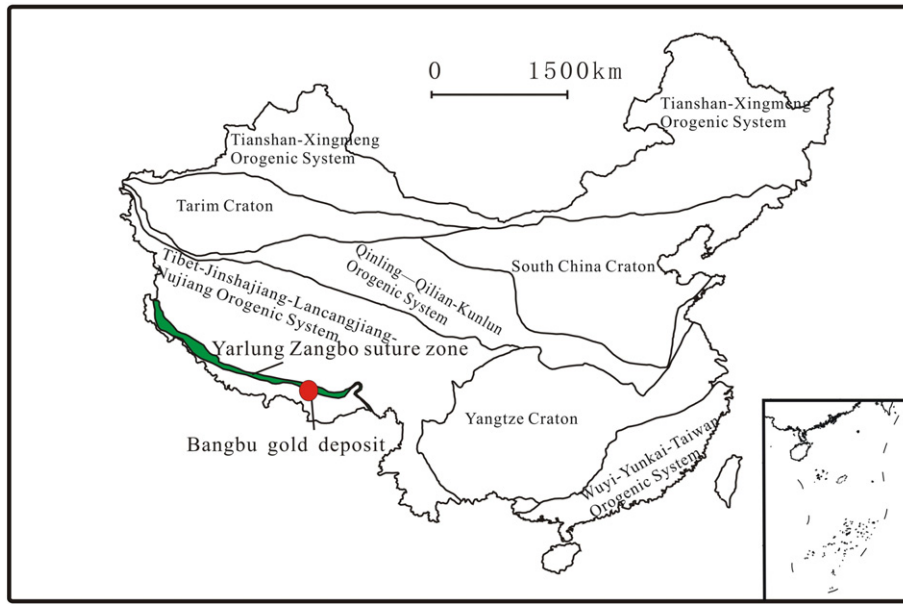 0 1500km
Tianshan-Xingmeng
Orogenic System
Tianshan-Xingmeng
Orogenic System
Tarim Craton
South China Craton
Qinling—Qilian-Kunlun
Orogenic System
Tibet-Jinshajiang-Lancangjiang-
Nujiang Orogenic System
Yarlung Zangbo suture zone
Bangbu gold deposit
Yangtze Craton
Wuyi-Yunkai-Taiwan
Orogenic System